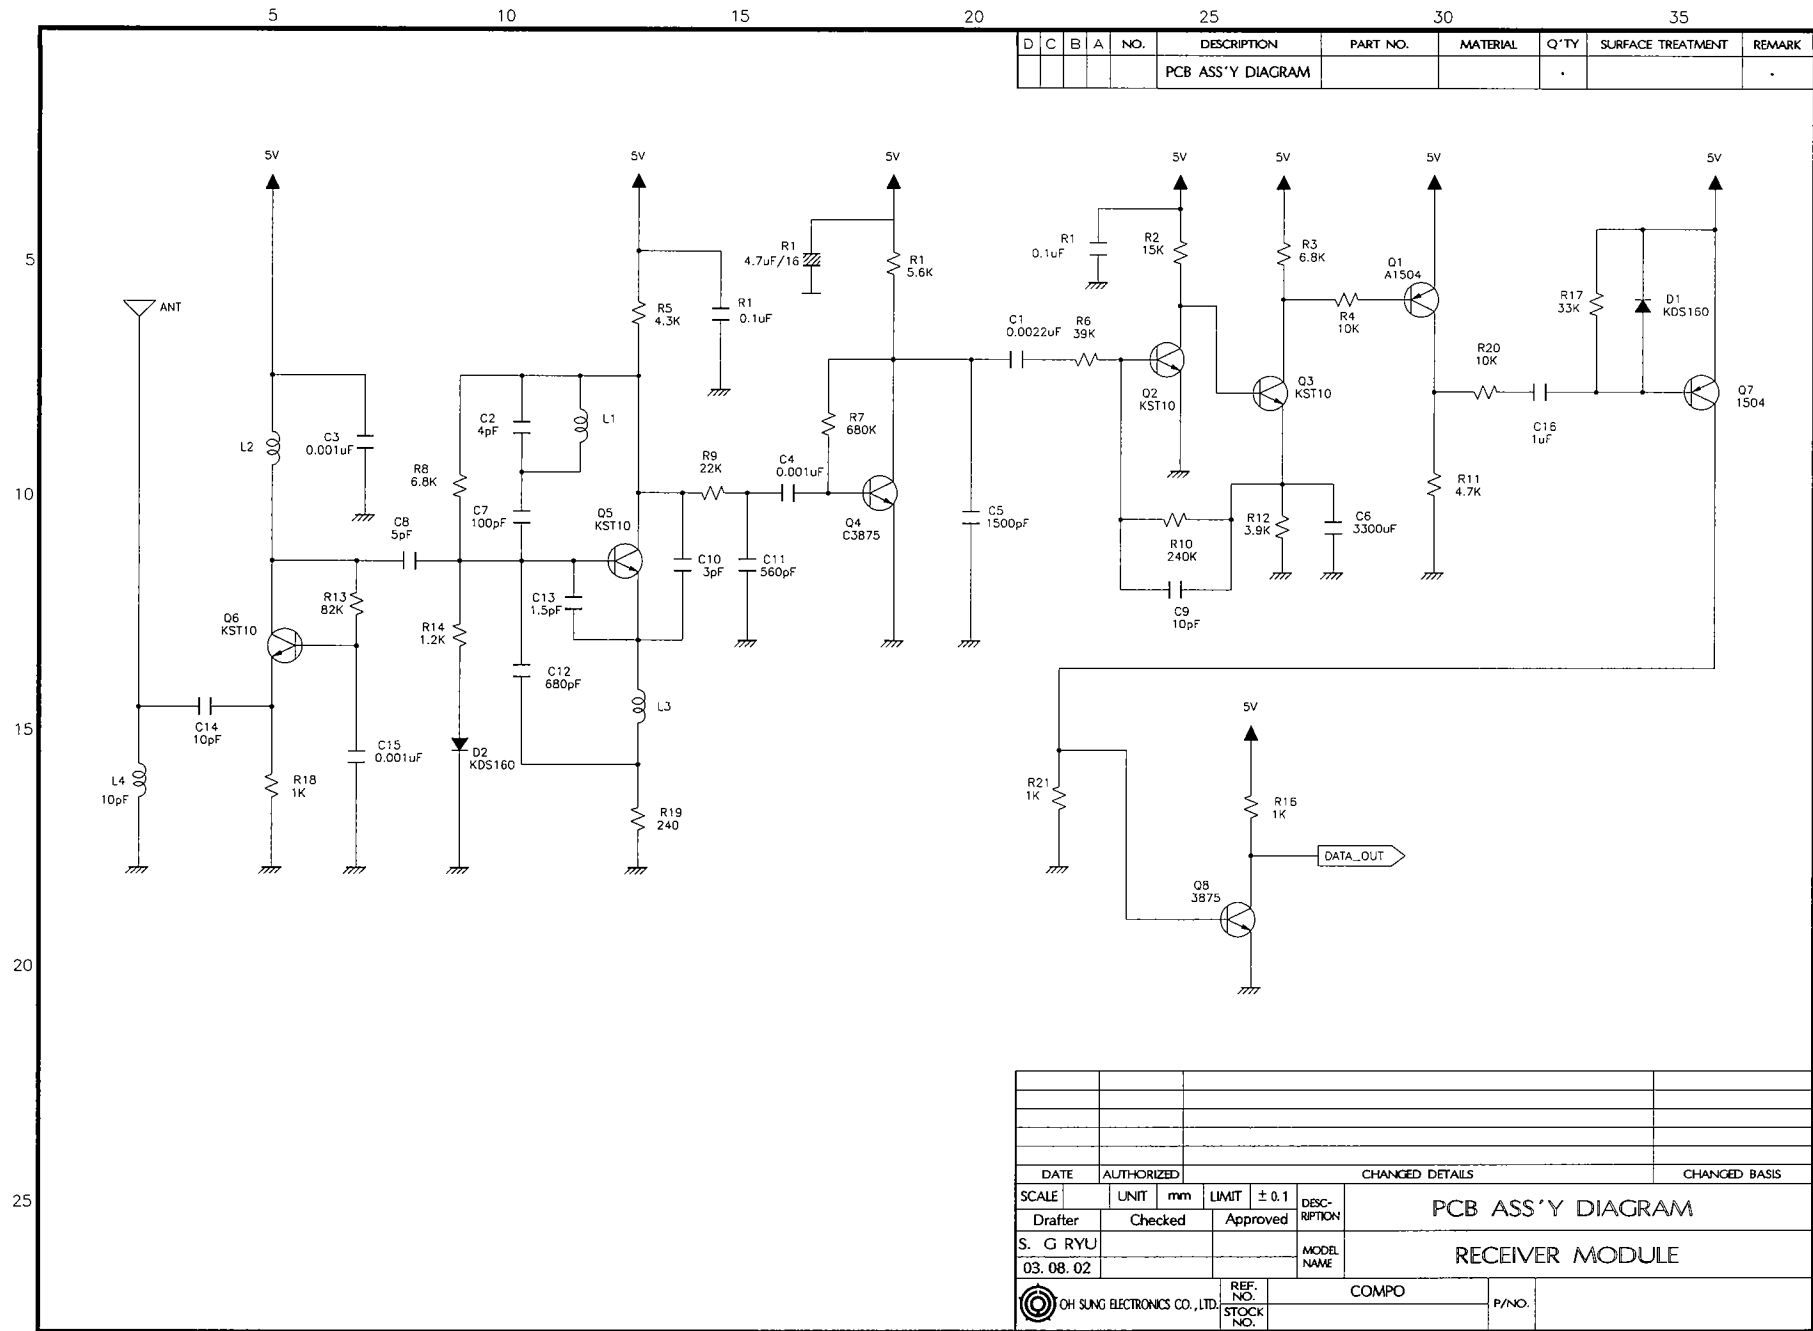 5 10 15 20 25 30 35
D C B A NO. DESCRIPTION PART NO. MATERIAL Q'TY SURFACE TREATMENT REMARK
PCB ASS'Y DIAGRAM
5V
5V
5V
5V
5V
5V
5V
5
10
15
20
25
ANT
L2
C3
0.001uF
C14
10pF
L4
10pF
Q6
KST10
R13
82K
R18
1K
C15
0.001uF
C8
5pF
R8
6.8K
R14
1.2K
D2
KDS160
C2
4pF
L1
C7
100pF
C13
1.5pF
C12
680pF
Q5
KST10
R5
4.3K
R1
0.1uF
L3
R19
240
C10
3pF
R9
22K
C11
560pF
C4
0.001uF
R1
4.7uF/16
R1
5.6K
R7
680K
Q4
C3875
C5
1500pF
C1
0.0022uF
R6
39K
R1
0.1uF
R2
15K
Q2
KST10
R3
6.8K
Q3
KST10
R10
240K
C9
10pF
R12
3.9K
C6
3300uF
R4
10K
Q1
A1504
R11
4.7K
R20
10K
C16
1uF
R17
33K
D1
KDS160
Q7
1504
5V
R21
1K
R16
1K
DATA_OUT
Q8
3875
DATE AUTHORIZED CHANGED DETAILS CHANGED BASIS
SCALE UNIT mm LIMIT ± 0.1
Drafter Checked Approved
S. G RYU
03. 08. 02
DESC-
RIPTION
PCB ASS'Y DIAGRAM
MODEL
NAME
RECEIVER MODULE
OH SUNG ELECTRONICS CO., LTD.
REF.
NO.
COMPO
STOCK
NO.
P/NO.